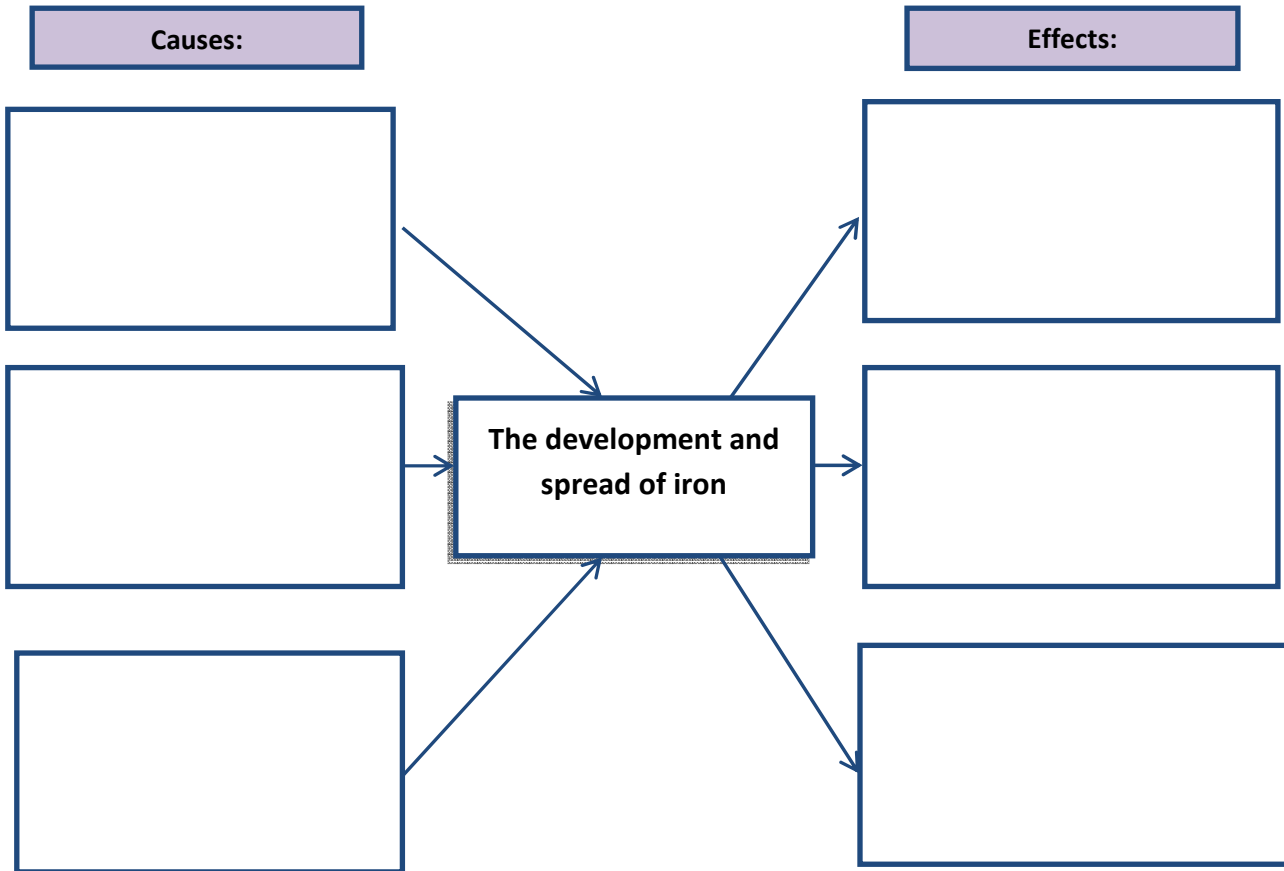 Causes:
Effects:
The development and
spread of iron